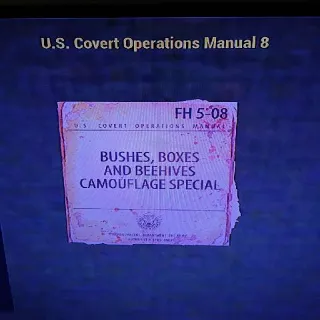 U.S. Covert Operations Manual 8
FH 5-08
U.S. COVERT OPERATIONS MANUAL
BUSHES, BOXES
AND BEEHIVES
CAMOUFLAGE SPECIAL